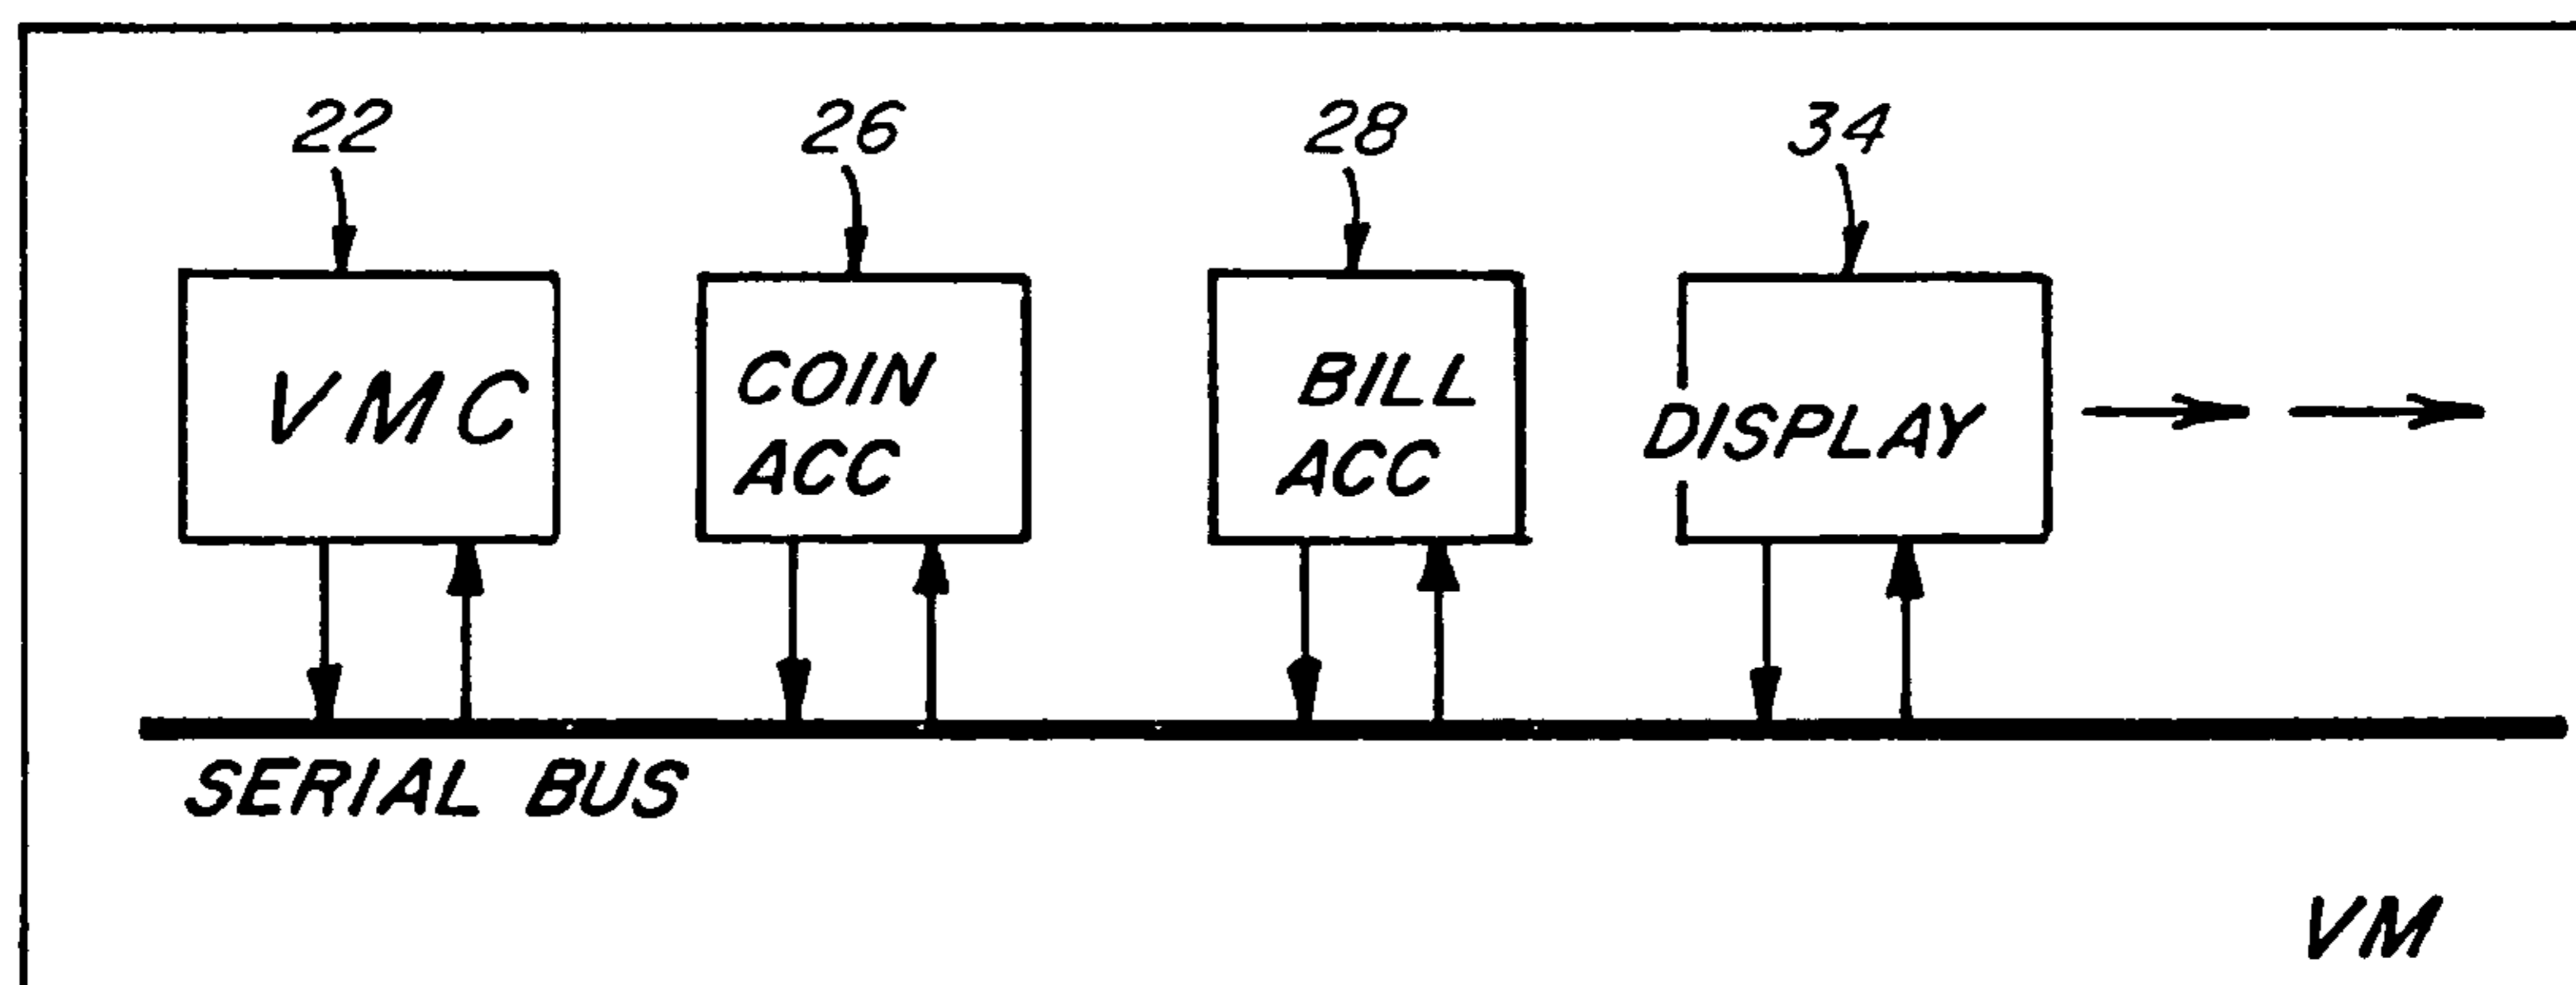 22
26
28
34
VMC
COIN
ACC
BILL
ACC
DISPLAY
SERIAL BUS
VM